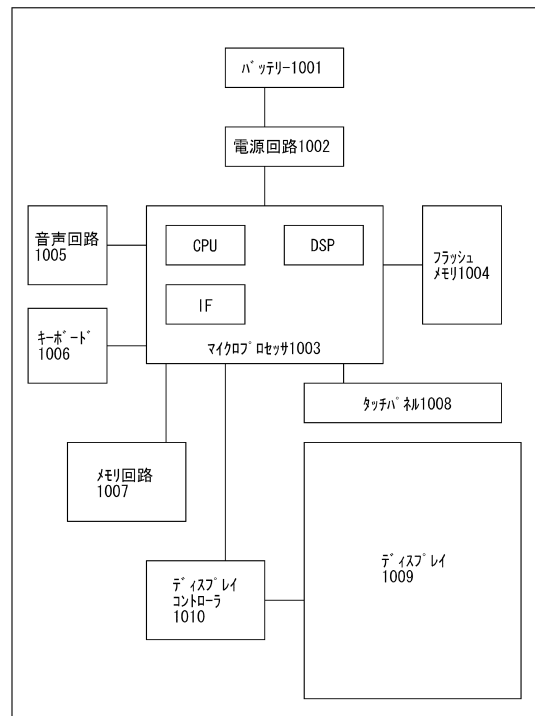 ﾊﾞｯﾃﾘｰ1001
電源回路1002
音声回路
1005
CPU
DSP
ﾌﾗｯｼｭ
ﾒﾓﾘ1004
IF
ｷｰﾎﾞｰﾄﾞ
1006
ﾏｲｸﾛﾌﾟﾛｾｯｻ1003
ﾀｯﾁﾊﾟﾈﾙ1008
ﾒﾓﾘ回路
1007
ﾃﾞｨｽﾌﾟﾚｲ
1009
ﾃﾞｨｽﾌﾟﾚｲ
ｺﾝﾄﾛｰﾗ
1010